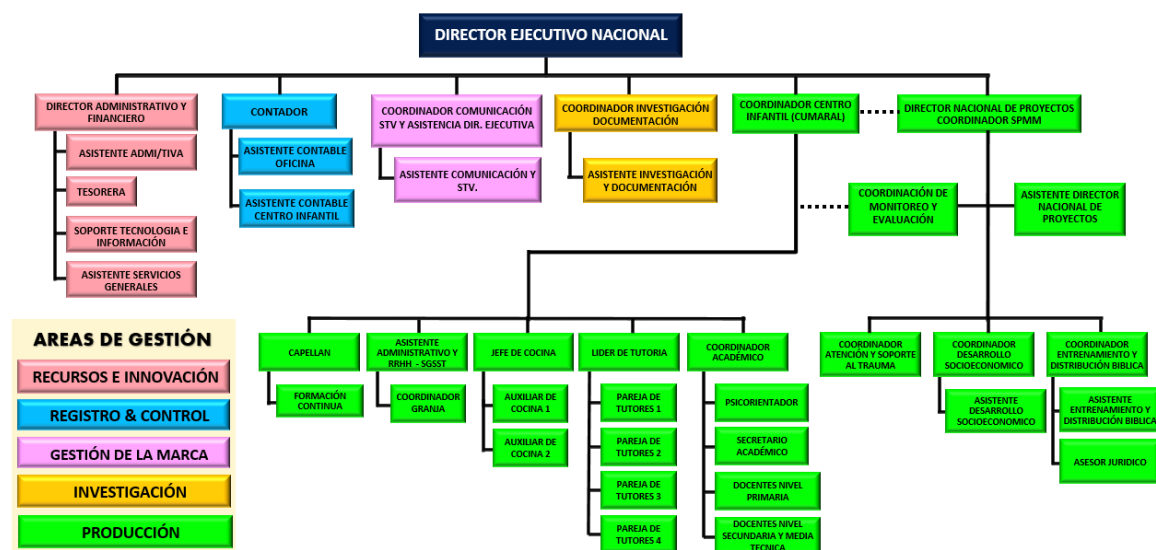 DIRECTOR EJECUTIVO NACIONAL
DIRECTOR ADMINISTRATIVO Y
FINANCIERO
ASISTENTE ADMI/TIVA
TESORERA
SOPORTE TECNOLOGIA E
INFORMACIÓN
ASISTENTE SERVICIOS
GENERALES
CONTADOR
ASISTENTE CONTABLE
OFICINA
ASISTENTE CONTABLE
CENTRO INFANTIL
COORDINADOR COMUNICACIÓN
STV Y ASISTENCIA DIR. EJECUTIVA
ASISTENTE COMUNICACIÓN Y
STV.
COORDINADOR INVESTIGACIÓN
DOCUMENTACIÓN
ASISTENTE INVESTIGACIÓN
Y DOCUMENTACIÓN
COORDINADOR CENTRO
INFANTIL (CUMARAL)
DIRECTOR NACIONAL DE PROYECTOS
COORDINADOR SPMM
COORDINACIÓN DE
MONITOREO Y
EVALUACIÓN
ASISTENTE DIRECTOR
NACIONAL DE
PROYECTOS
CAPELLAN
FORMACIÓN
CONTINUA
ASISTENTE
ADMINISTRATIVO Y
RRHH - SGSST
COORDINADOR
GRANJA
JEFE DE COCINA
AUXILIAR DE
COCINA 1
AUXILIAR DE
COCINA 2
LIDER DE TUTORIA
PAREJA DE
TUTORES 1
PAREJA DE
TUTORES 2
PAREJA DE
TUTORES 3
PAREJA DE
TUTORES 4
COORDINADOR
ACADÉMICO
PSICORIENTADOR
SECRETARIO
ACADÉMICO
DOCENTES NIVEL
PRIMARIA
DOCENTES NIVEL
SECUNDARIA Y MEDIA
TECNICA
COORDINADOR
ATENCIÓN Y SOPORTE
AL TRAUMA
COORDINADOR
DESARROLLO
SOCIOECONOMICO
ASISTENTE
DESARROLLO
SOCIOECONOMICO
COORDINADOR
ENTRENAMIENTO Y
DISTRIBUCIÓN BIBLICA
ASISTENTE
ENTRENAMIENTO Y
DISTRIBUCIÓN BIBLICA
ASESOR JURIDICO
AREAS DE GESTIÓN
RECURSOS E INNOVACIÓN
REGISTRO & CONTROL
GESTIÓN DE LA MARCA
INVESTIGACIÓN
PRODUCCIÓN